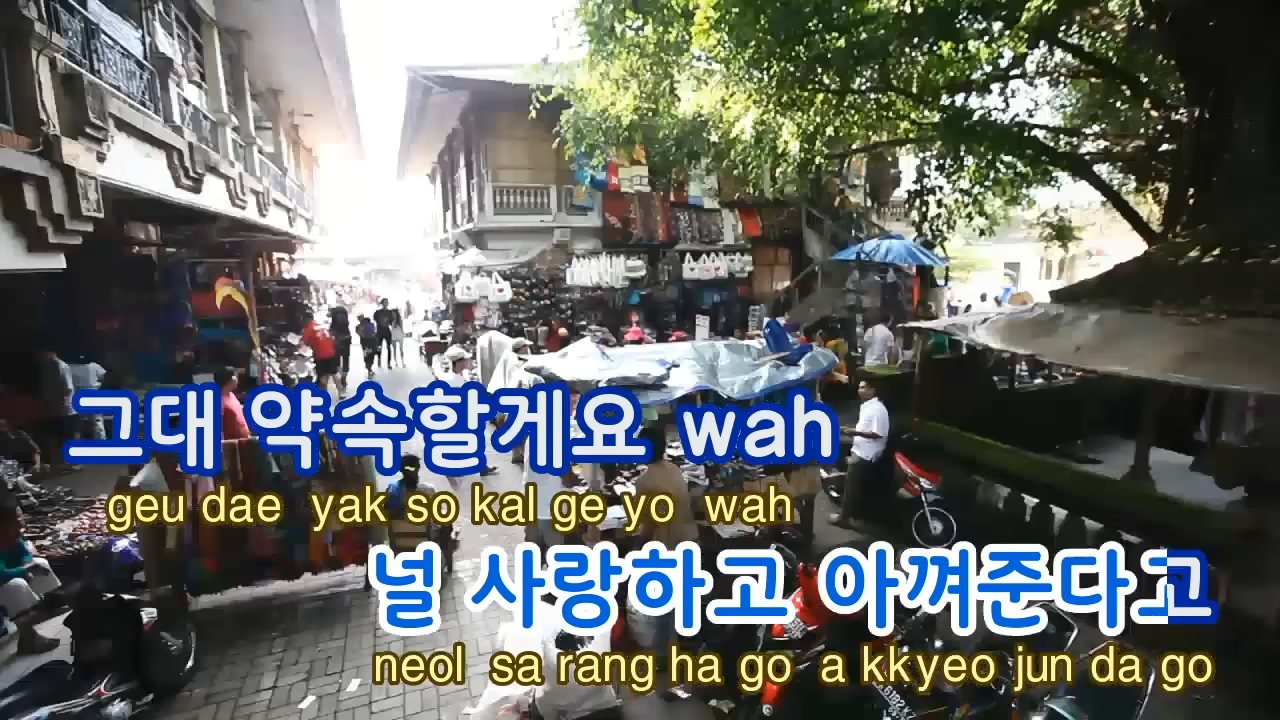 그대 약속할게요 wah
geu dae yak so kal ge yo wah
널 사랑하고 아껴준다고
neol sa rang ha go a kkyeo jun da go